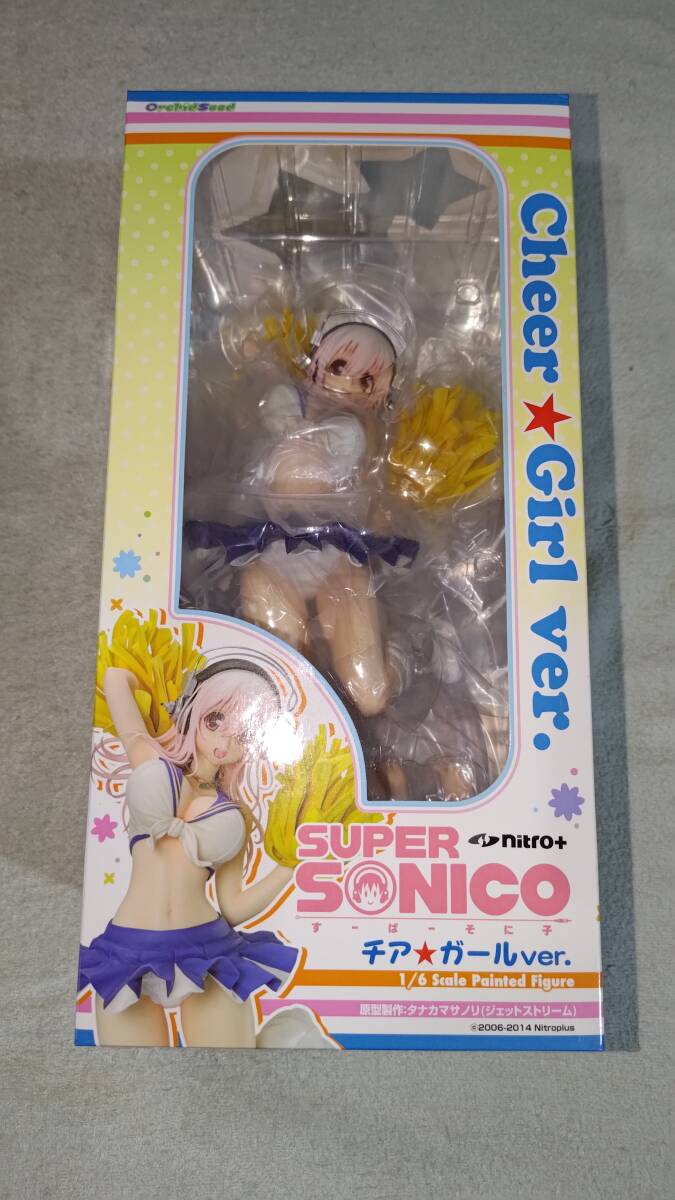 OrchidSeed
Cheer★Girl ver.
nitro+
SUPER
SONICO
すーぱーそに子
チア★ガールver.
1/6 Scale Painted Figure
原型製作:タナカマサノリ(ジェットストリーム)
©2006-2014 Nitroplus